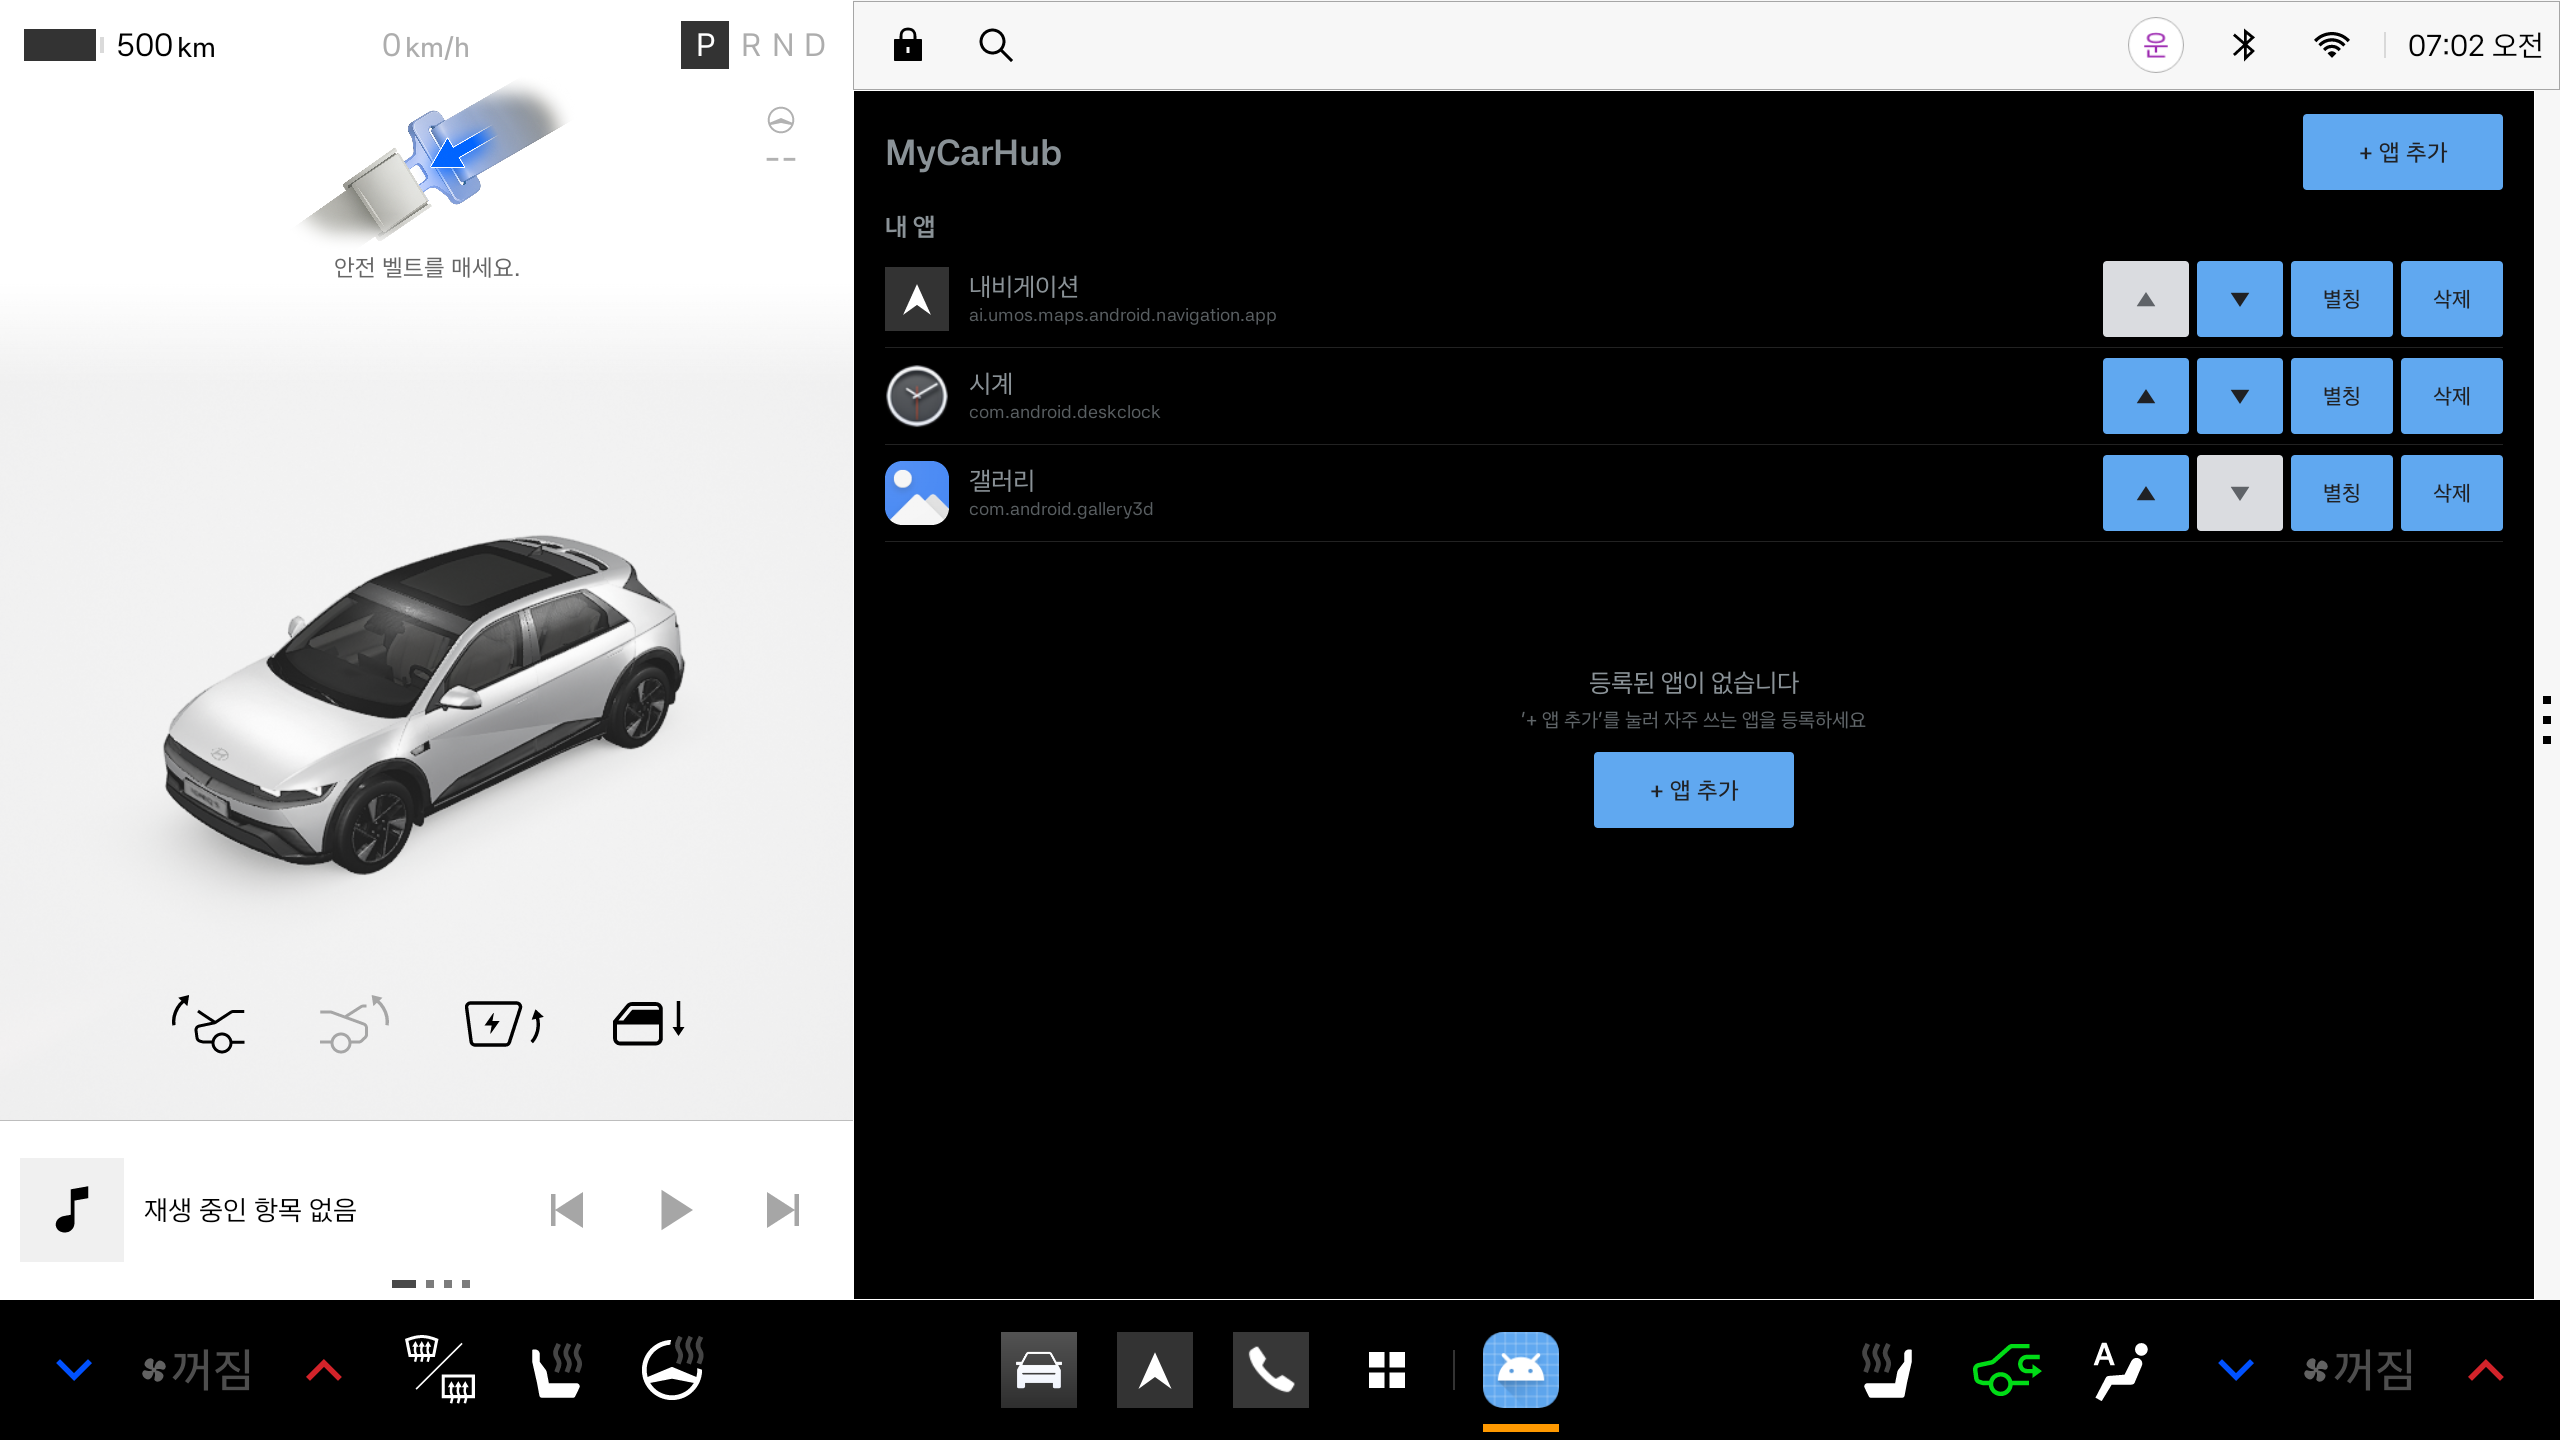 500 km
0 km/h
P R N D
안전 벨트를 매세요.
재생 중인 항목 없음
운
07:02 오전
MyCarHub
+ 앱 추가
내 앱
내비게이션
ai.umos.maps.android.navigation.app
▲ ▼ 별칭 삭제
시계
com.android.deskclock
▲ ▼ 별칭 삭제
갤러리
com.android.gallery3d
▲ ▼ 별칭 삭제
등록된 앱이 없습니다
'+ 앱 추가'를 눌러 자주 쓰는 앱을 등록하세요
+ 앱 추가
꺼짐
A
꺼짐